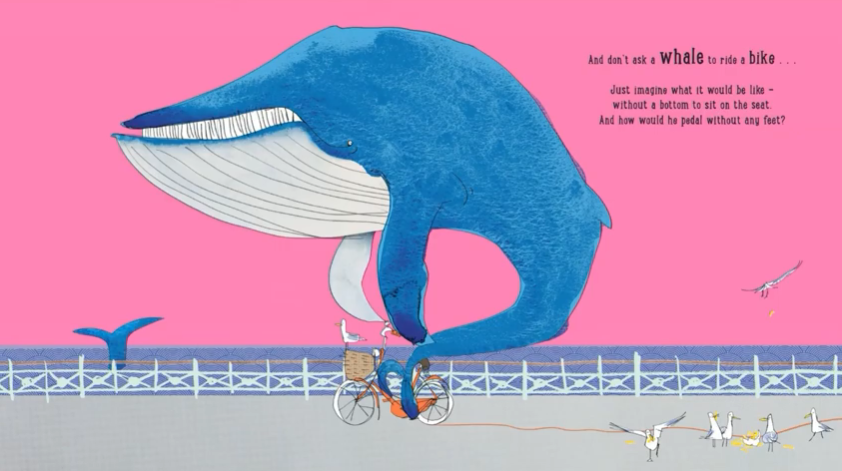 And don't ask a whale to ride a bike . . .
Just imagine what it would be like –
without a bottom to sit on the seat.
And how would he pedal without any feet?